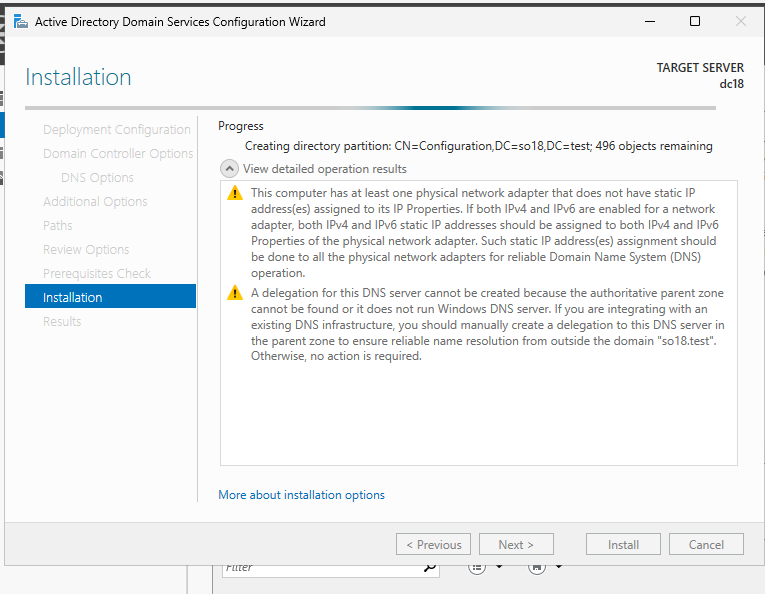 Active Directory Domain Services Configuration Wizard
Installation
TARGET SERVER
dc18
Deployment Configuration
Domain Controller Options
DNS Options
Additional Options
Paths
Review Options
Prerequisites Check
Installation
Results
Progress
Creating directory partition: CN=Configuration,DC=so18,DC=test; 496 objects remaining
View detailed operation results
This computer has at least one physical network adapter that does not have static IP
address(es) assigned to its IP Properties. If both IPv4 and IPv6 are enabled for a network
adapter, both IPv4 and IPv6 static IP addresses should be assigned to both IPv4 and IPv6
Properties of the physical network adapter. Such static IP address(es) assignment should
be done to all the physical network adapters for reliable Domain Name System (DNS)
operation.
A delegation for this DNS server cannot be created because the authoritative parent zone
cannot be found or it does not run Windows DNS server. If you are integrating with an
existing DNS infrastructure, you should manually create a delegation to this DNS server in
the parent zone to ensure reliable name resolution from outside the domain "so18.test".
Otherwise, no action is required.
More about installation options
< Previous
Next >
Install
Cancel
Filter